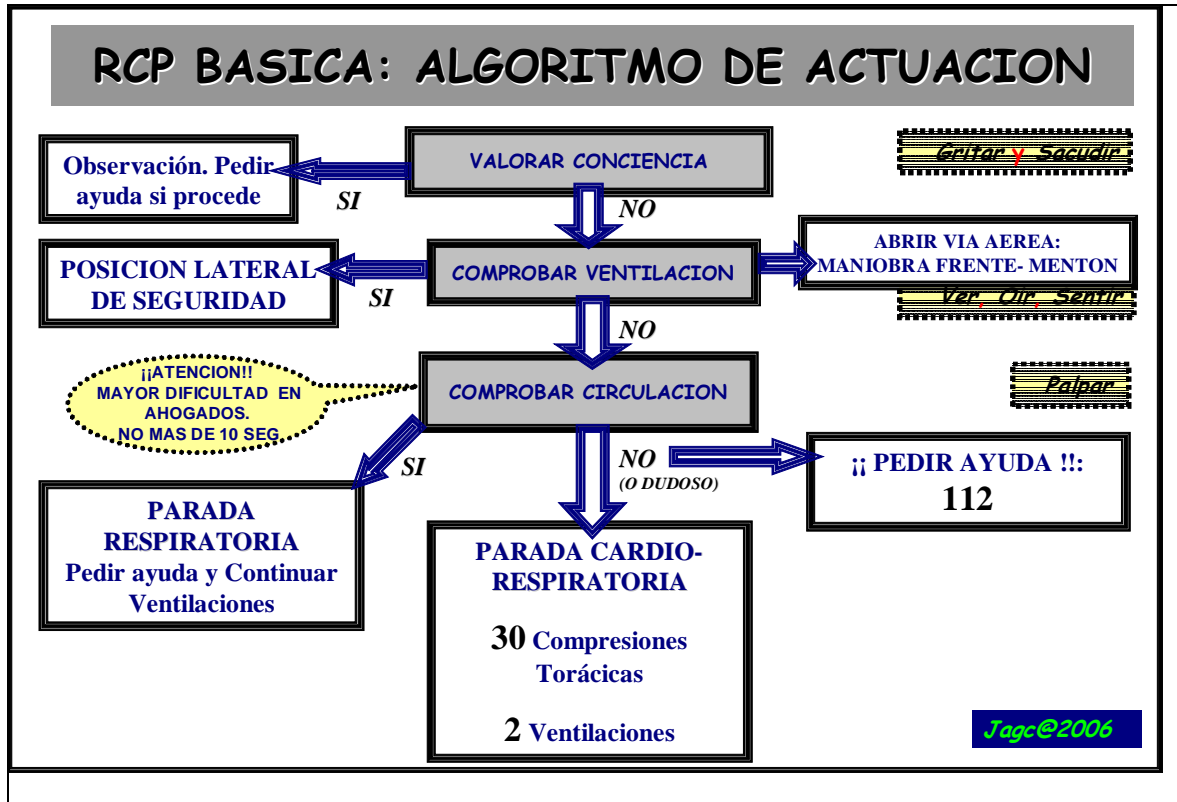 RCP BASICA: ALGORITMO DE ACTUACION
VALORAR CONCIENCIA
Gritar y Sacudir
Observación. Pedir
ayuda si procede
SI
NO
COMPROBAR VENTILACION
ABRIR VIA AEREA:
MANIOBRA FRENTE- MENTON
Ver, Oir, Sentir
POSICION LATERAL
DE SEGURIDAD
SI
NO
¡¡ATENCION!!
MAYOR DIFICULTAD EN
AHOGADOS.
NO MAS DE 10 SEG
COMPROBAR CIRCULACION
Palpar
SI
NO
(O DUDOSO)
¡¡ PEDIR AYUDA !!:
112
PARADA
RESPIRATORIA
Pedir ayuda y Continuar
Ventilaciones
PARADA CARDIO-
RESPIRATORIA
30 Compresiones
Torácicas
2 Ventilaciones
Jagc@2006